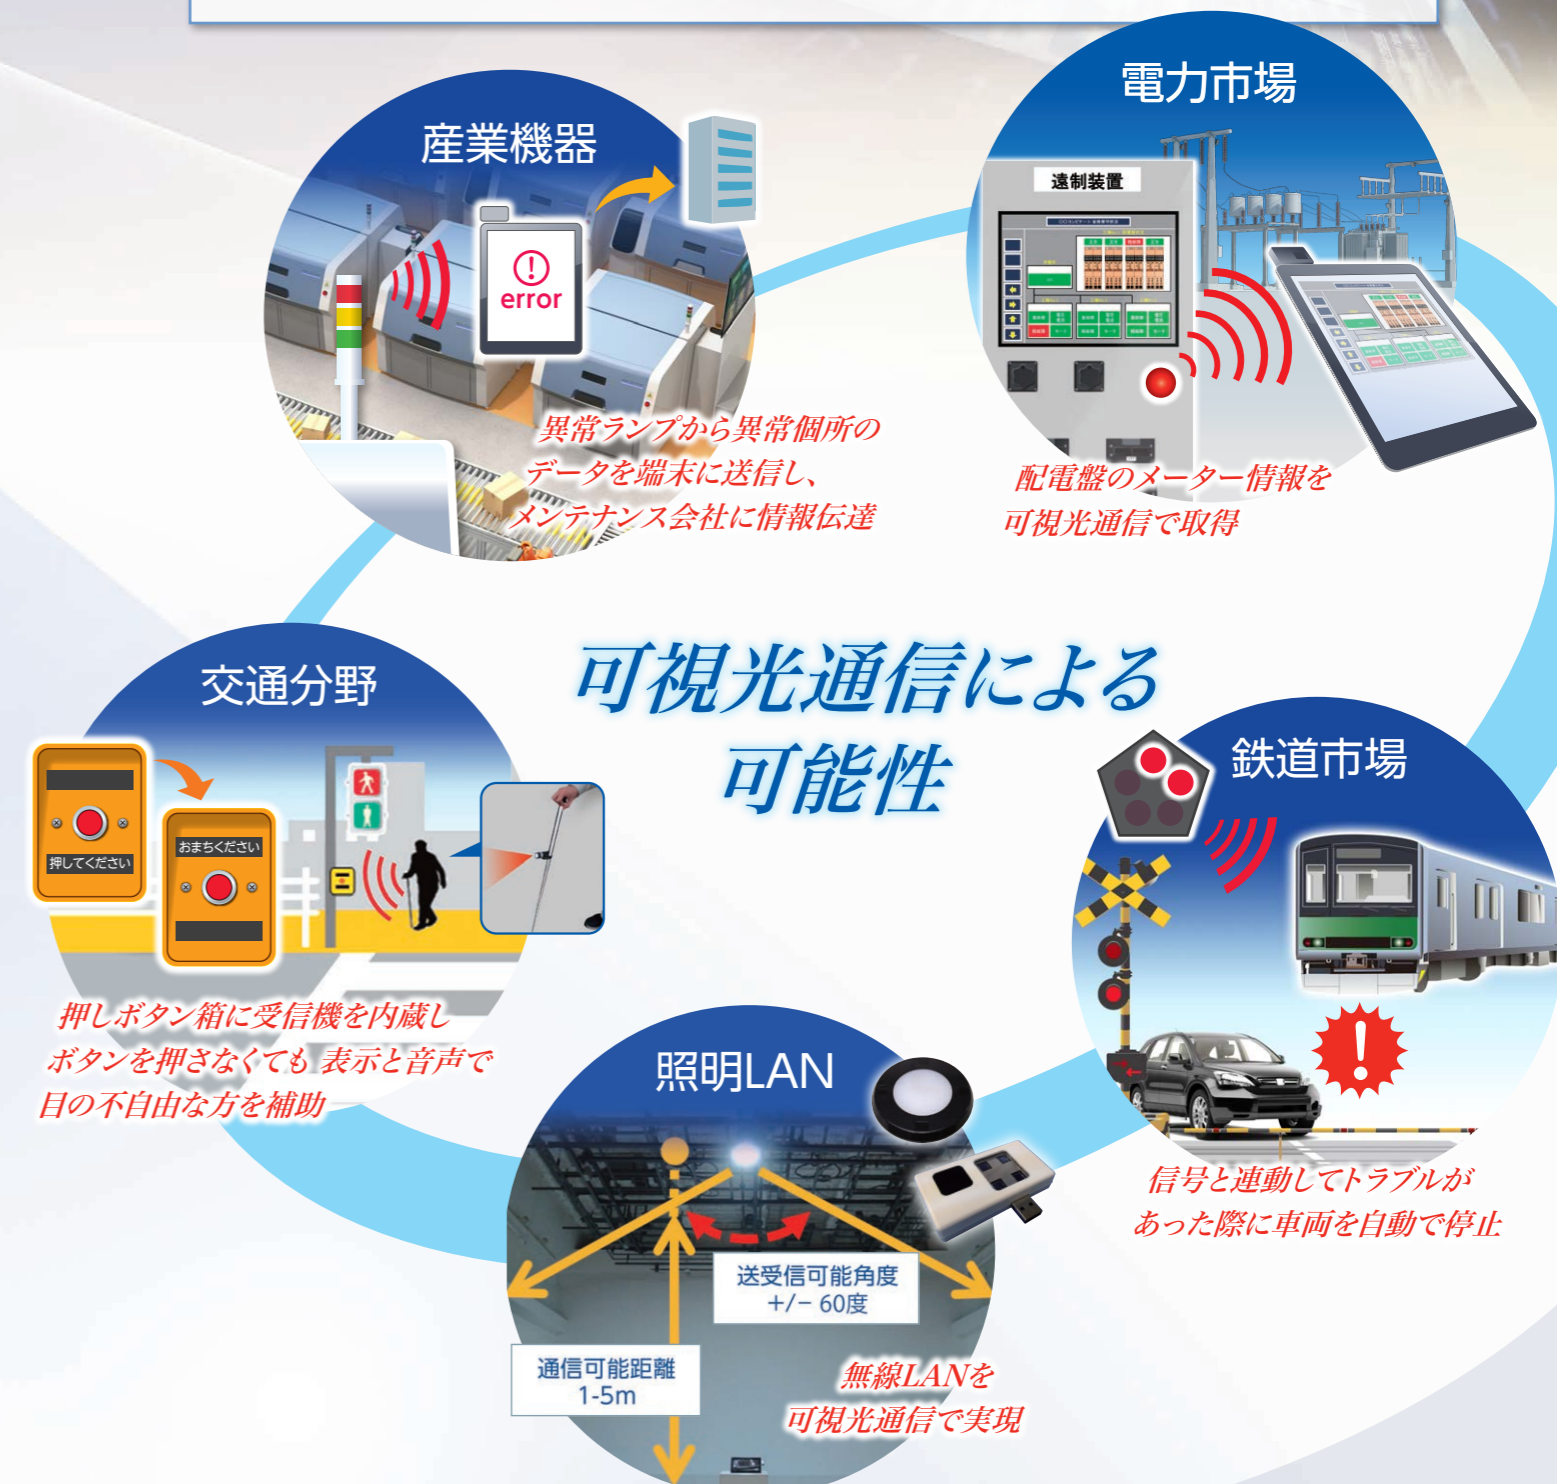 電力市場
産業機器
遠制装置
error
異常ランプから異常個所の
データを端末に送信し、
メンテナンス会社に情報伝達
配電盤のメーター情報を
可視光通信で取得
可視光通信による
可能性
交通分野
押してください
おまちください
押しボタン箱に受信機を内蔵し
ボタンを押さなくても 表示と音声で
目の不自由な方を補助
鉄道市場
信号と連動してトラブルが
あった際に車両を自動で停止
照明LAN
送受信可能角度
+/− 60度
通信可能距離
1-5m
無線LANを
可視光通信で実現